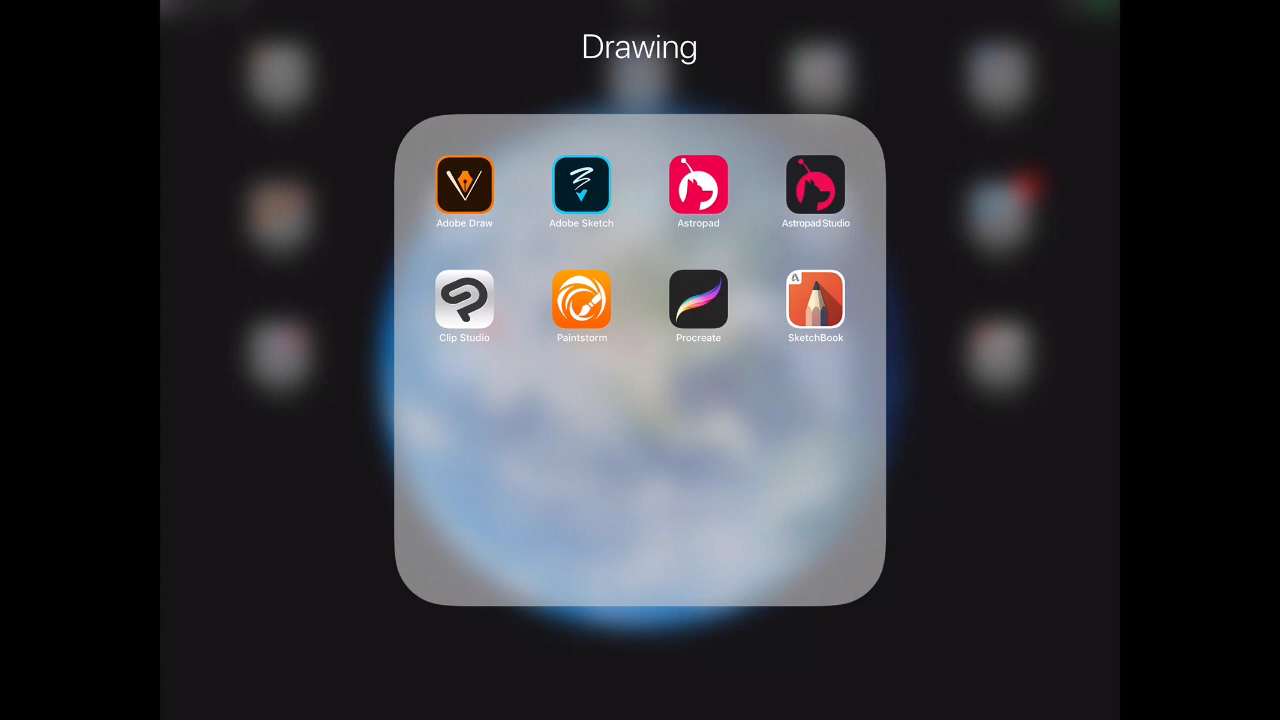 Drawing
Adobe Draw
Adobe Sketch
Astropad
Astropad Studio
Clip Studio
Paintstorm
Procreate
SketchBook